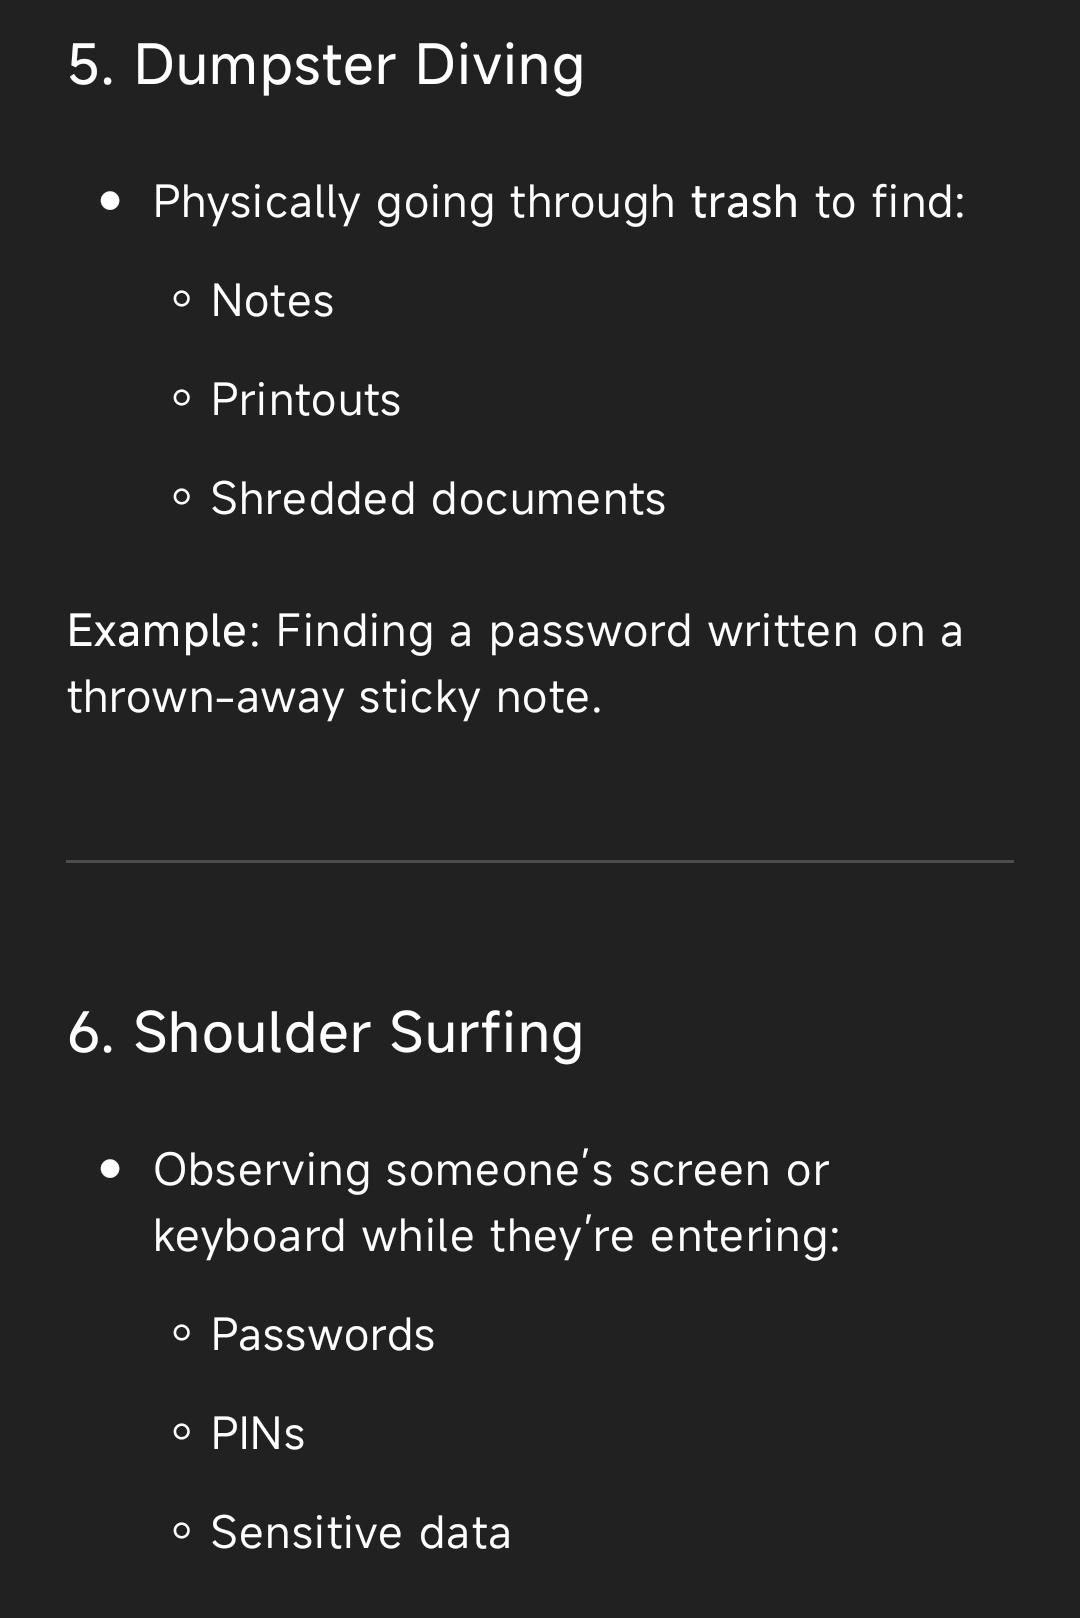 5. Dumpster Diving
● Physically going through trash to find:
○ Notes
○ Printouts
○ Shredded documents
Example: Finding a password written on a
thrown-away sticky note.
6. Shoulder Surfing
● Observing someone's screen or
keyboard while they're entering:
○ Passwords
○ PINs
○ Sensitive data